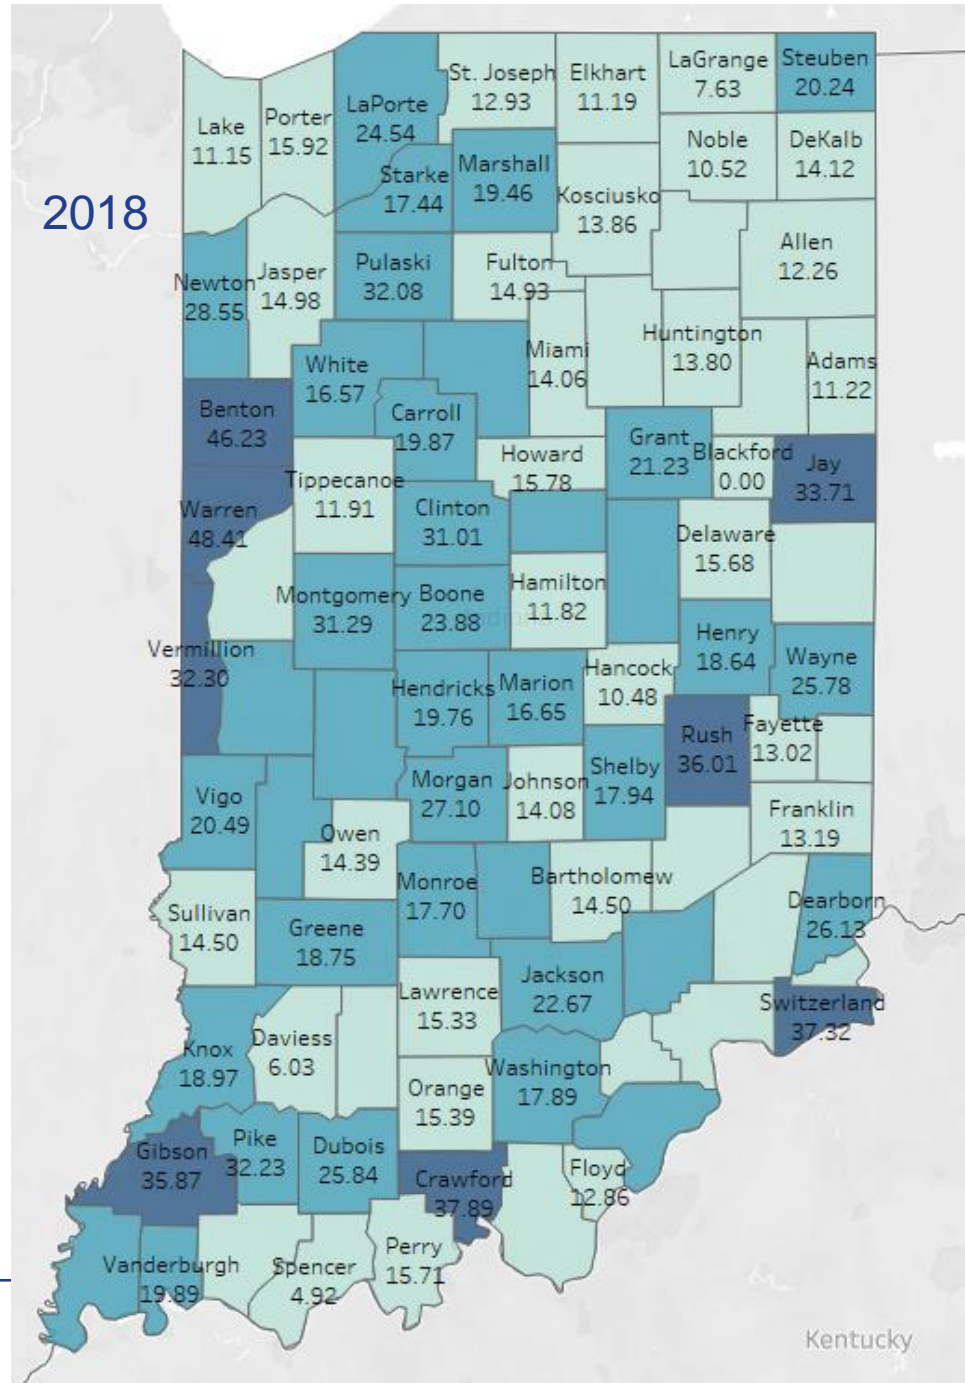 St. Joseph
12.93
Elkhart
11.19
LaGrange
7.63
Steuben
20.24
LaPorte
24.54
Lake
11.15
Porter
15.92
Noble
10.52
DeKalb
14.12
Starke
17.44
Marshall
19.46
Kosciusko
13.86
2018
Allen
12.26
Newton
28.55
Jasper
14.98
Pulaski
32.08
Fulton
14.93
Huntington
13.80
Miami
14.06
Adams
11.22
White
16.57
Benton
46.23
Carroll
19.87
Grant
21.23
Blackford
0.00
Jay
33.71
Howard
15.78
Tippecanoe
11.91
Warren
48.41
Clinton
31.01
Delaware
15.68
Montgomery
31.29
Boone
23.88
Hamilton
11.82
Henry
18.64
Wayne
25.78
Vermillion
32.30
Hendricks
19.76
Marion
16.65
Hancock
10.48
Rush
36.01
Fayette
13.02
Vigo
20.49
Morgan
27.10
Johnson
14.08
Shelby
17.94
Franklin
13.19
Owen
14.39
Monroe
17.70
Bartholomew
14.50
Dearborn
26.13
Sullivan
14.50
Greene
18.75
Jackson
22.67
Lawrence
15.33
Switzerland
37.32
Knox
18.97
Daviess
6.03
Orange
15.39
Washington
17.89
Gibson
35.87
Pike
32.23
Dubois
25.84
Crawford
37.89
Floyd
12.86
Vanderburgh
19.89
Spencer
4.92
Perry
15.71
Kentucky